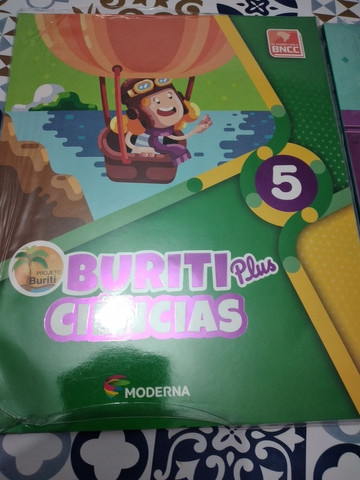 BNCC
5
PROJETO
Buriti
BURITI Plus
CIÊNCIAS
MODERNA